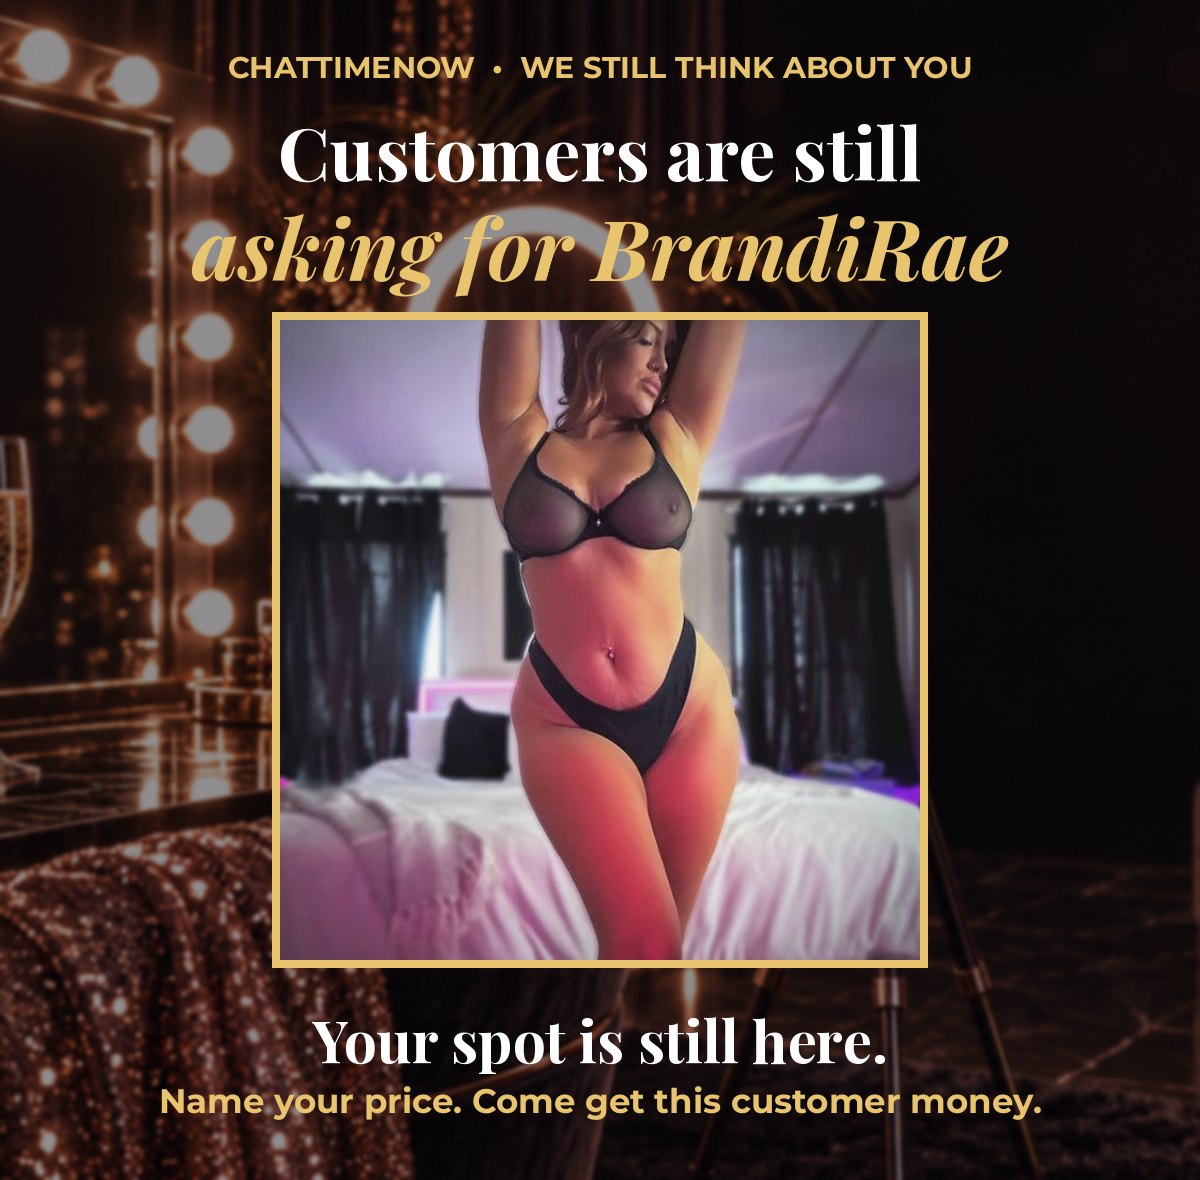 CHATTIMENOW • WE STILL THINK ABOUT YOU
Customers are still
asking for BrandiRae
Your spot is still here.
Name your price. Come get this customer money.